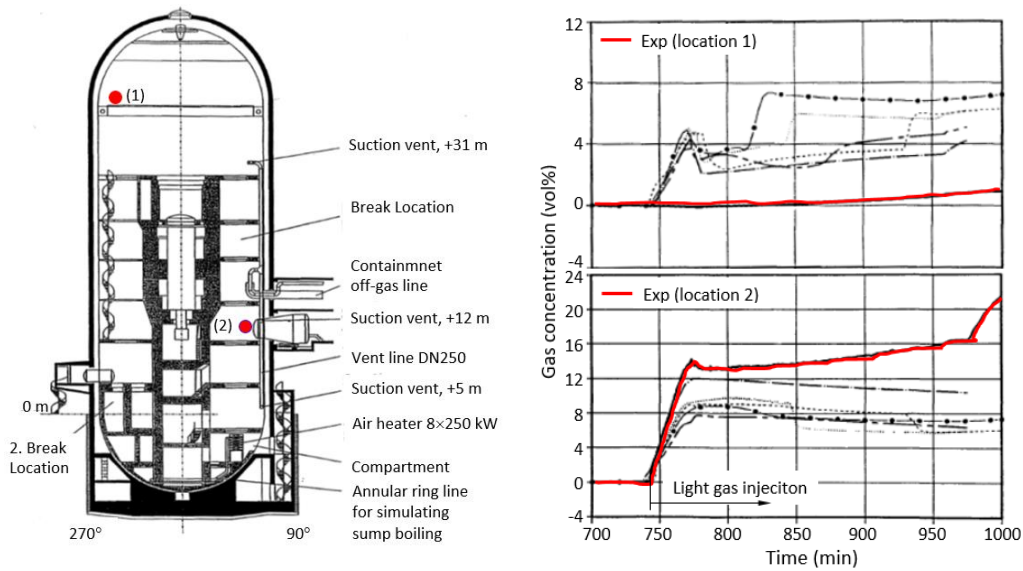 (1)
Suction vent, +31 m
Break Location
Containmnet
off-gas line
(2)
Suction vent, +12 m
Vent line DN250
Suction vent, +5 m
0 m
Air heater 8×250 kW
2. Break
Location
Compartment
Annular ring line
for simulating
sump boiling
270°
90°
Gas concentration (vol%)
12
Exp (location 1)
8
4
0
-4
24
Exp (location 2)
20
16
12
8
4
0
Light gas injeciton
-4
700
750
800
850
900
950
1000
Time (min)